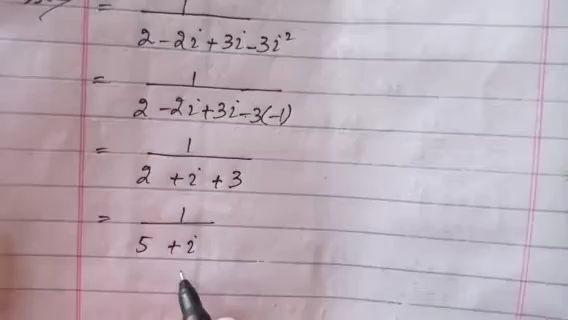 = 1 / 2 - 2i + 3i - 3i²
= 1 / 2 - 2i + 3i - 3(-1)
= 1 / 2 + i + 3
= 1 / 5 + i